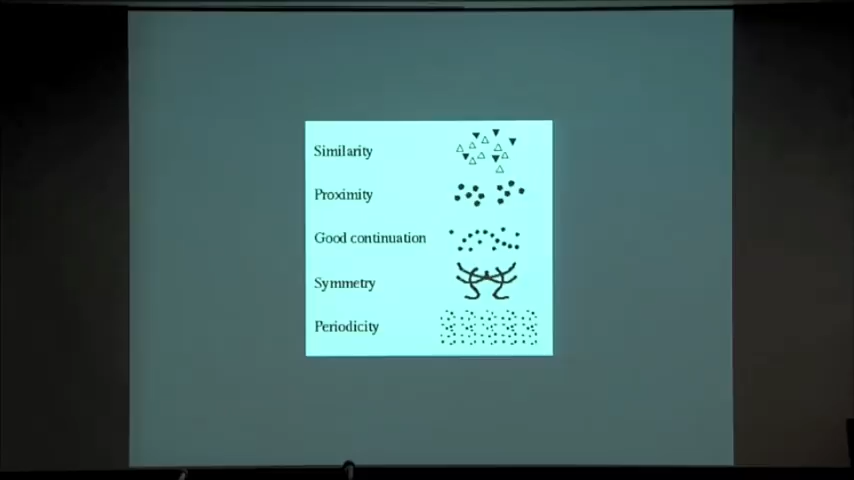 Similarity
Proximity
Good continuation
Symmetry
Periodicity